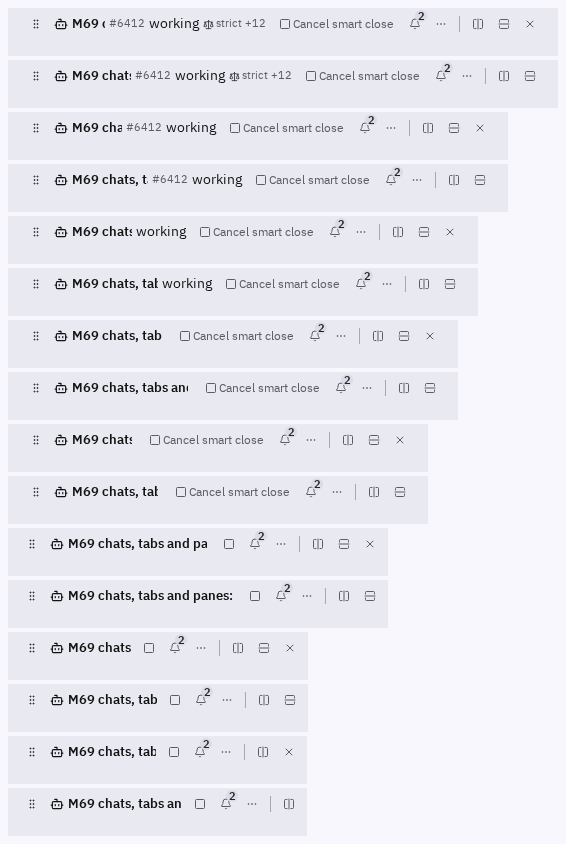 M69 c #6412 working strict +12 Cancel smart close 2
M69 chats #6412 working strict +12 Cancel smart close 2
M69 cha #6412 working Cancel smart close 2
M69 chats, t #6412 working Cancel smart close 2
M69 chats working Cancel smart close 2
M69 chats, tab working Cancel smart close 2
M69 chats, tab Cancel smart close 2
M69 chats, tabs and Cancel smart close 2
M69 chats Cancel smart close 2
M69 chats, tab Cancel smart close 2
M69 chats, tabs and pa 2
M69 chats, tabs and panes: 2
M69 chats 2
M69 chats, tab 2
M69 chats, tab 2
M69 chats, tabs an 2